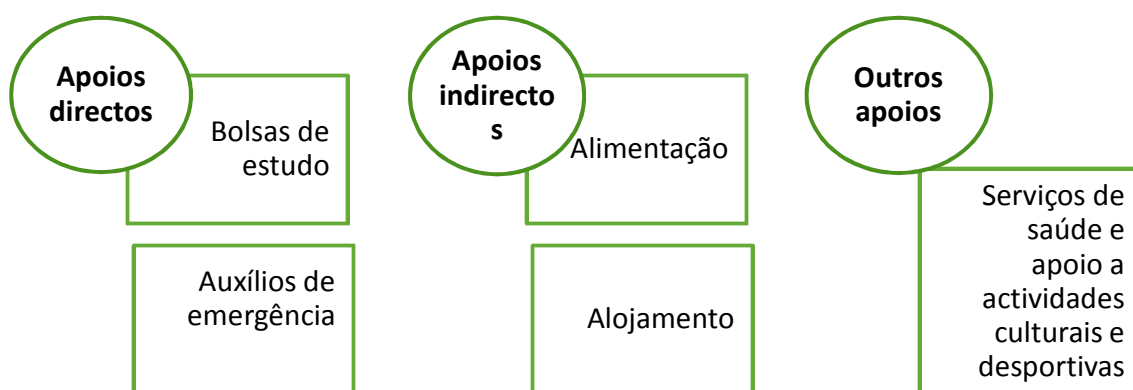 Apoios
directos
Bolsas de
estudo
Auxílios de
emergência
Apoios
indirecto
s
Alimentação
Alojamento
Outros
apoios
Serviços de
saúde e
apoio a
actividades
culturais e
desportivas